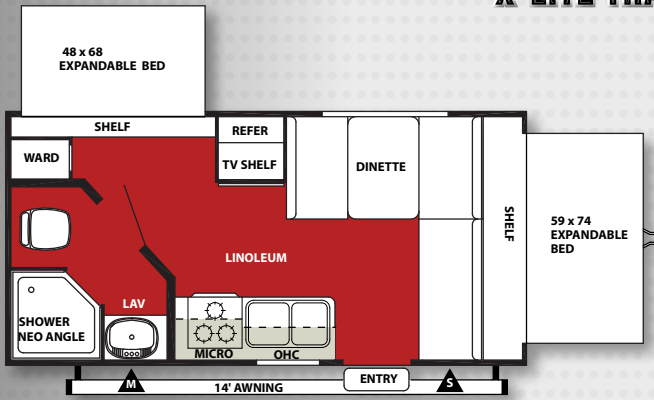 X-LITE
48 x 68
EXPANDABLE BED
SHELF
REFER
WARD
TV SHELF
DINETTE
SHELF
59 x 74
EXPANDABLE
BED
LINOLEUM
LAV
SHOWER
NEO ANGLE
MICRO
OHC
ENTRY
M
14' AWNING
S